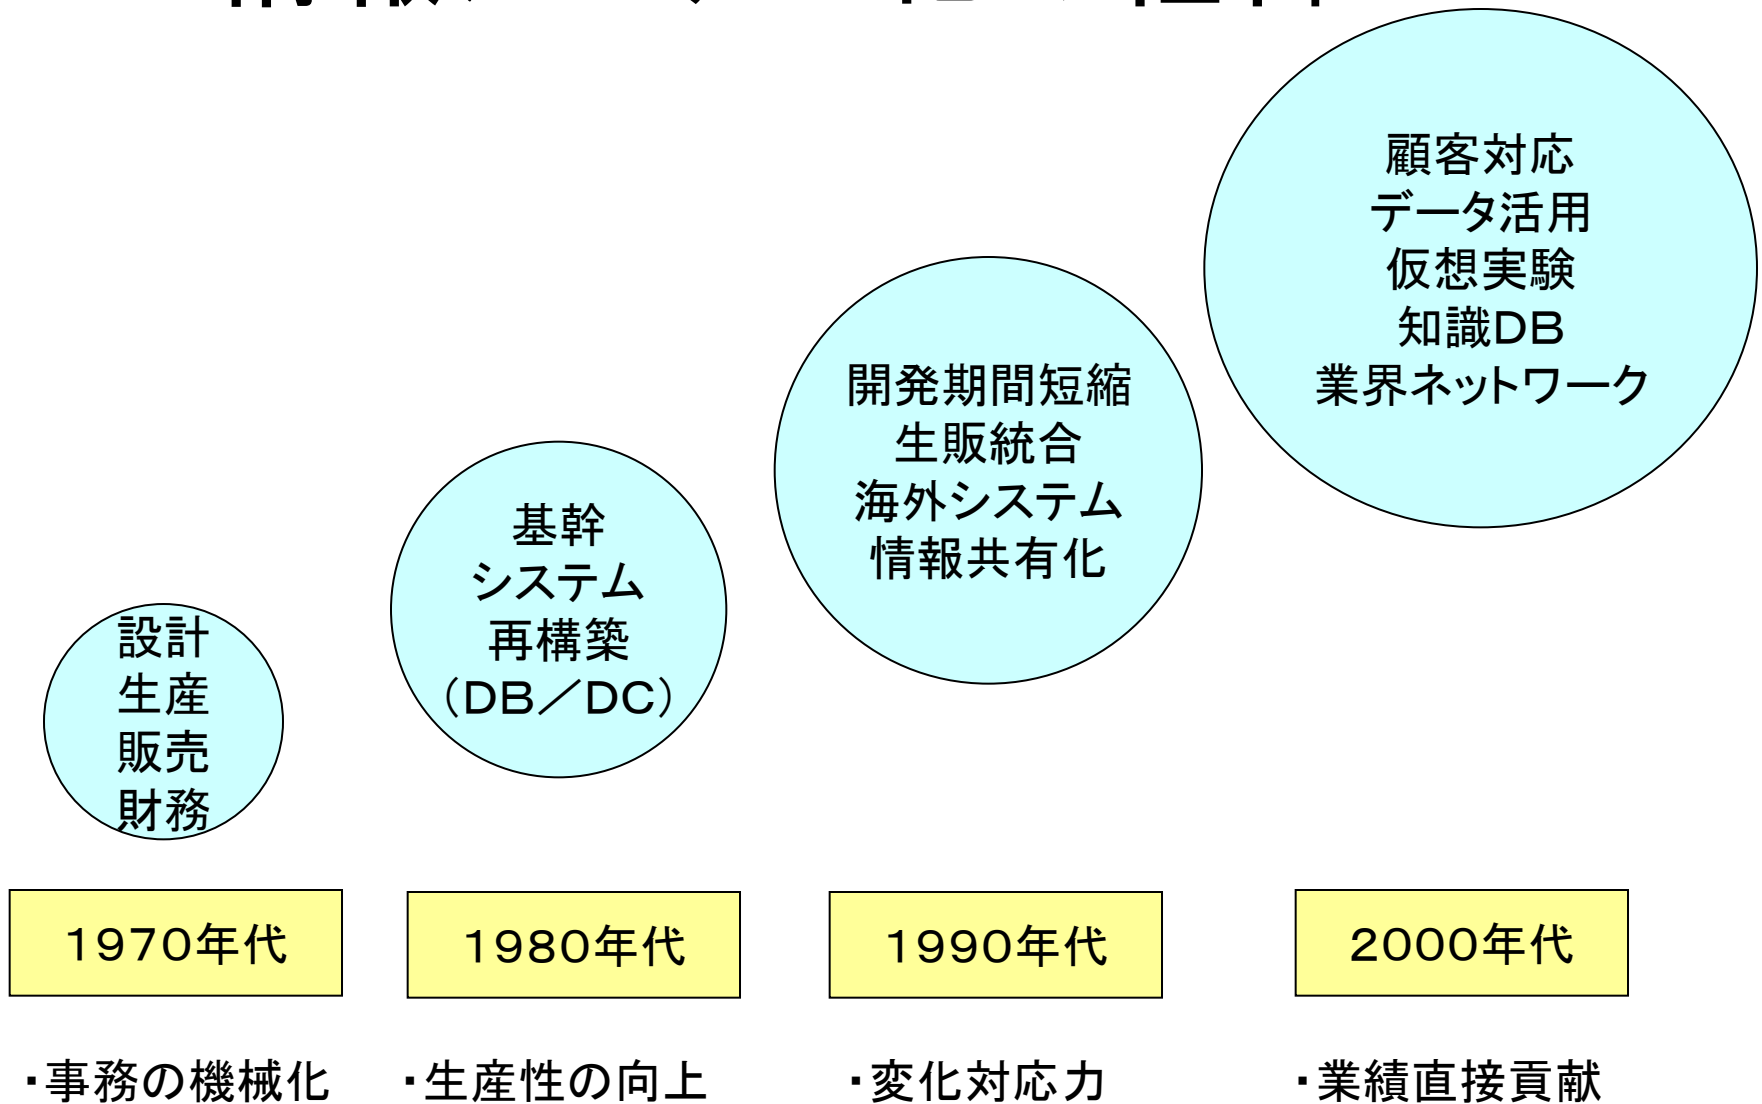 設計
生産
販売
財務
基幹
システム
再構築
（DB／DC）
開発期間短縮
生販統合
海外システム
情報共有化
顧客対応
データ活用
仮想実験
知識DB
業界ネットワーク
1970年代
1980年代
1990年代
2000年代
・事務の機械化
・生産性の向上
・変化対応力
・業績直接貢献